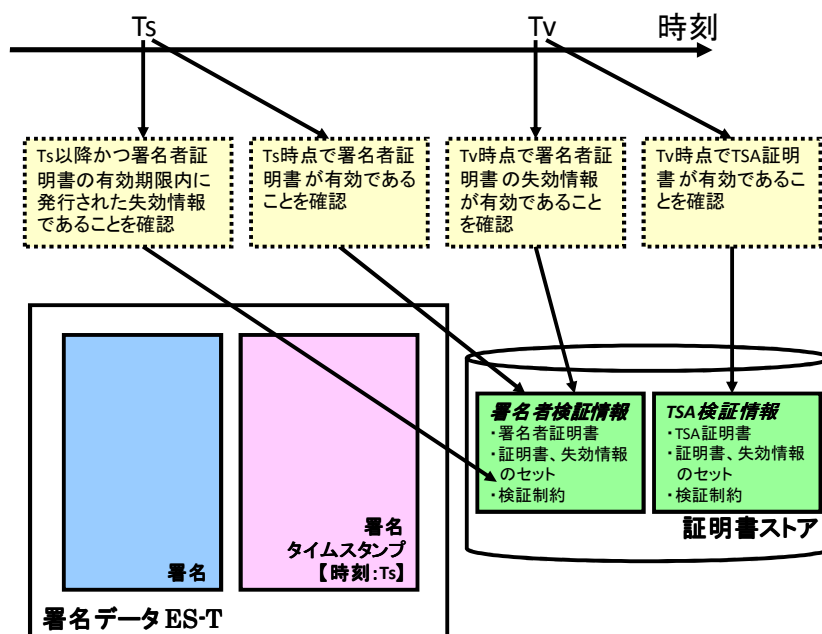 Ts
Tv
時刻
Ts以降かつ署名者証
明書の有効期限内に
発行された失効情報
であることを確認
Ts時点で署名者証
明書が有効である
ことを確認
Tv時点で署名者証
明書の失効情報
が有効であること
を確認
Tv時点でTSA証明
書が有効であるこ
とを確認
署名
署名
タイムスタンプ
【時刻:Ts】
署名データES-T
署名者検証情報
・署名者証明書
・証明書、失効情報
のセット
・検証制約
TSA検証情報
・TSA証明書
・証明書、失効情報
のセット
・検証制約
証明書ストア